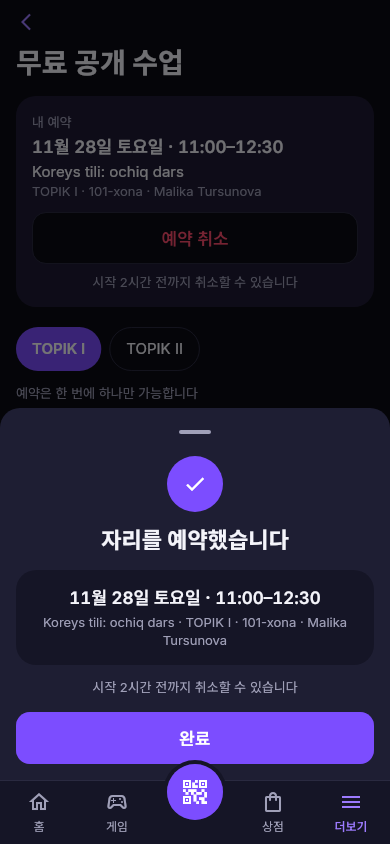 무료 공개 수업
내 예약
11월 28일 토요일 · 11:00–12:30
Koreys tili: ochiq dars
TOPIK I · 101-xona · Malika Tursunova
예약 취소
시작 2시간 전까지 취소할 수 있습니다
TOPIK I
TOPIK II
예약은 한 번에 하나만 가능합니다
자리를 예약했습니다
11월 28일 토요일 · 11:00–12:30
Koreys tili: ochiq dars · TOPIK I · 101-xona · Malika
Tursunova
시작 2시간 전까지 취소할 수 있습니다
완료
홈
게임
상점
더보기